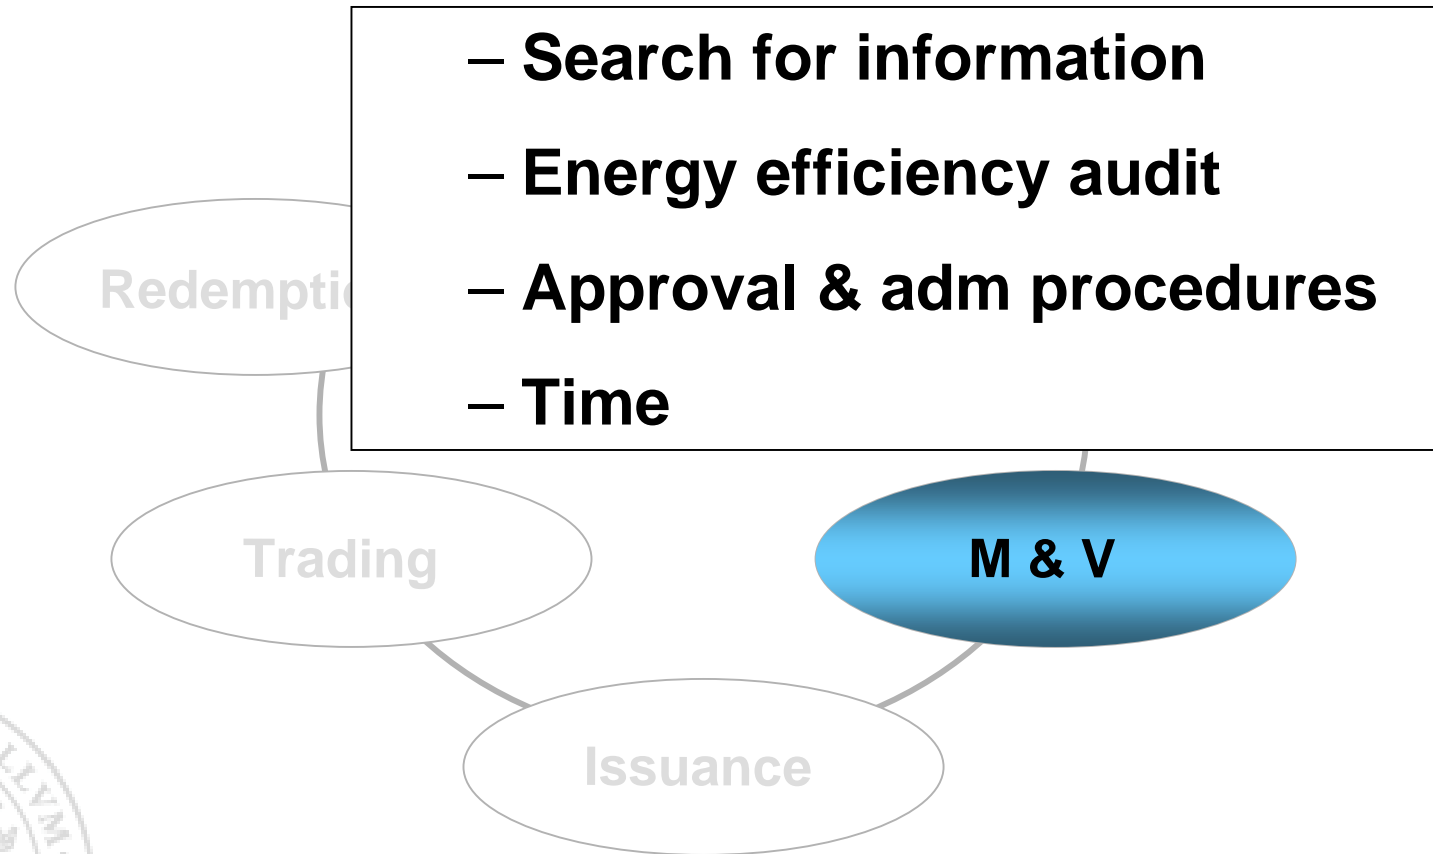 – Search for information
– Energy efficiency audit
– Approval & adm procedures
– Time
Trading
M & V
Issuance